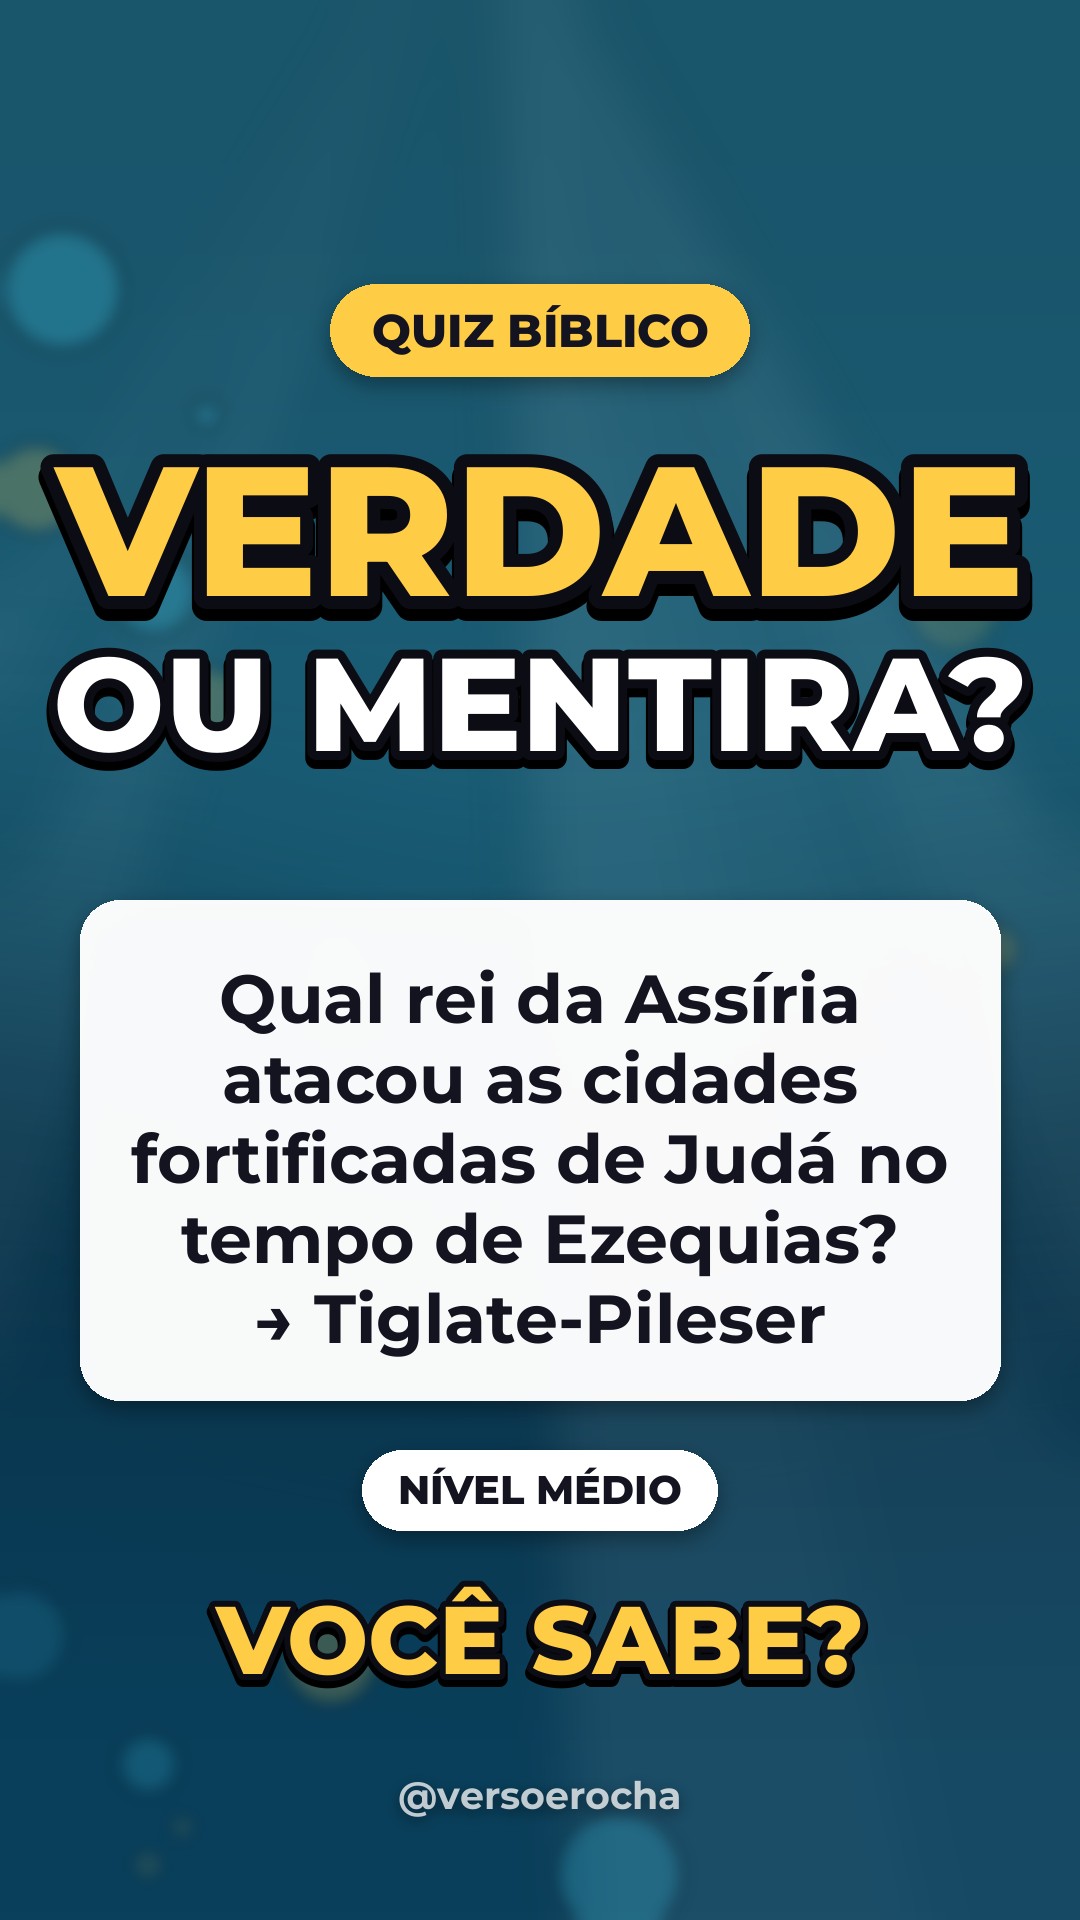 QUIZ BÍBLICO
VERDADE
OU MENTIRA?
Qual rei da Assíria
atacou as cidades
fortificadas de Judá no
tempo de Ezequias?
→ Tiglate-Pileser
NÍVEL MÉDIO
VOCÊ SABE?
@versoerocha